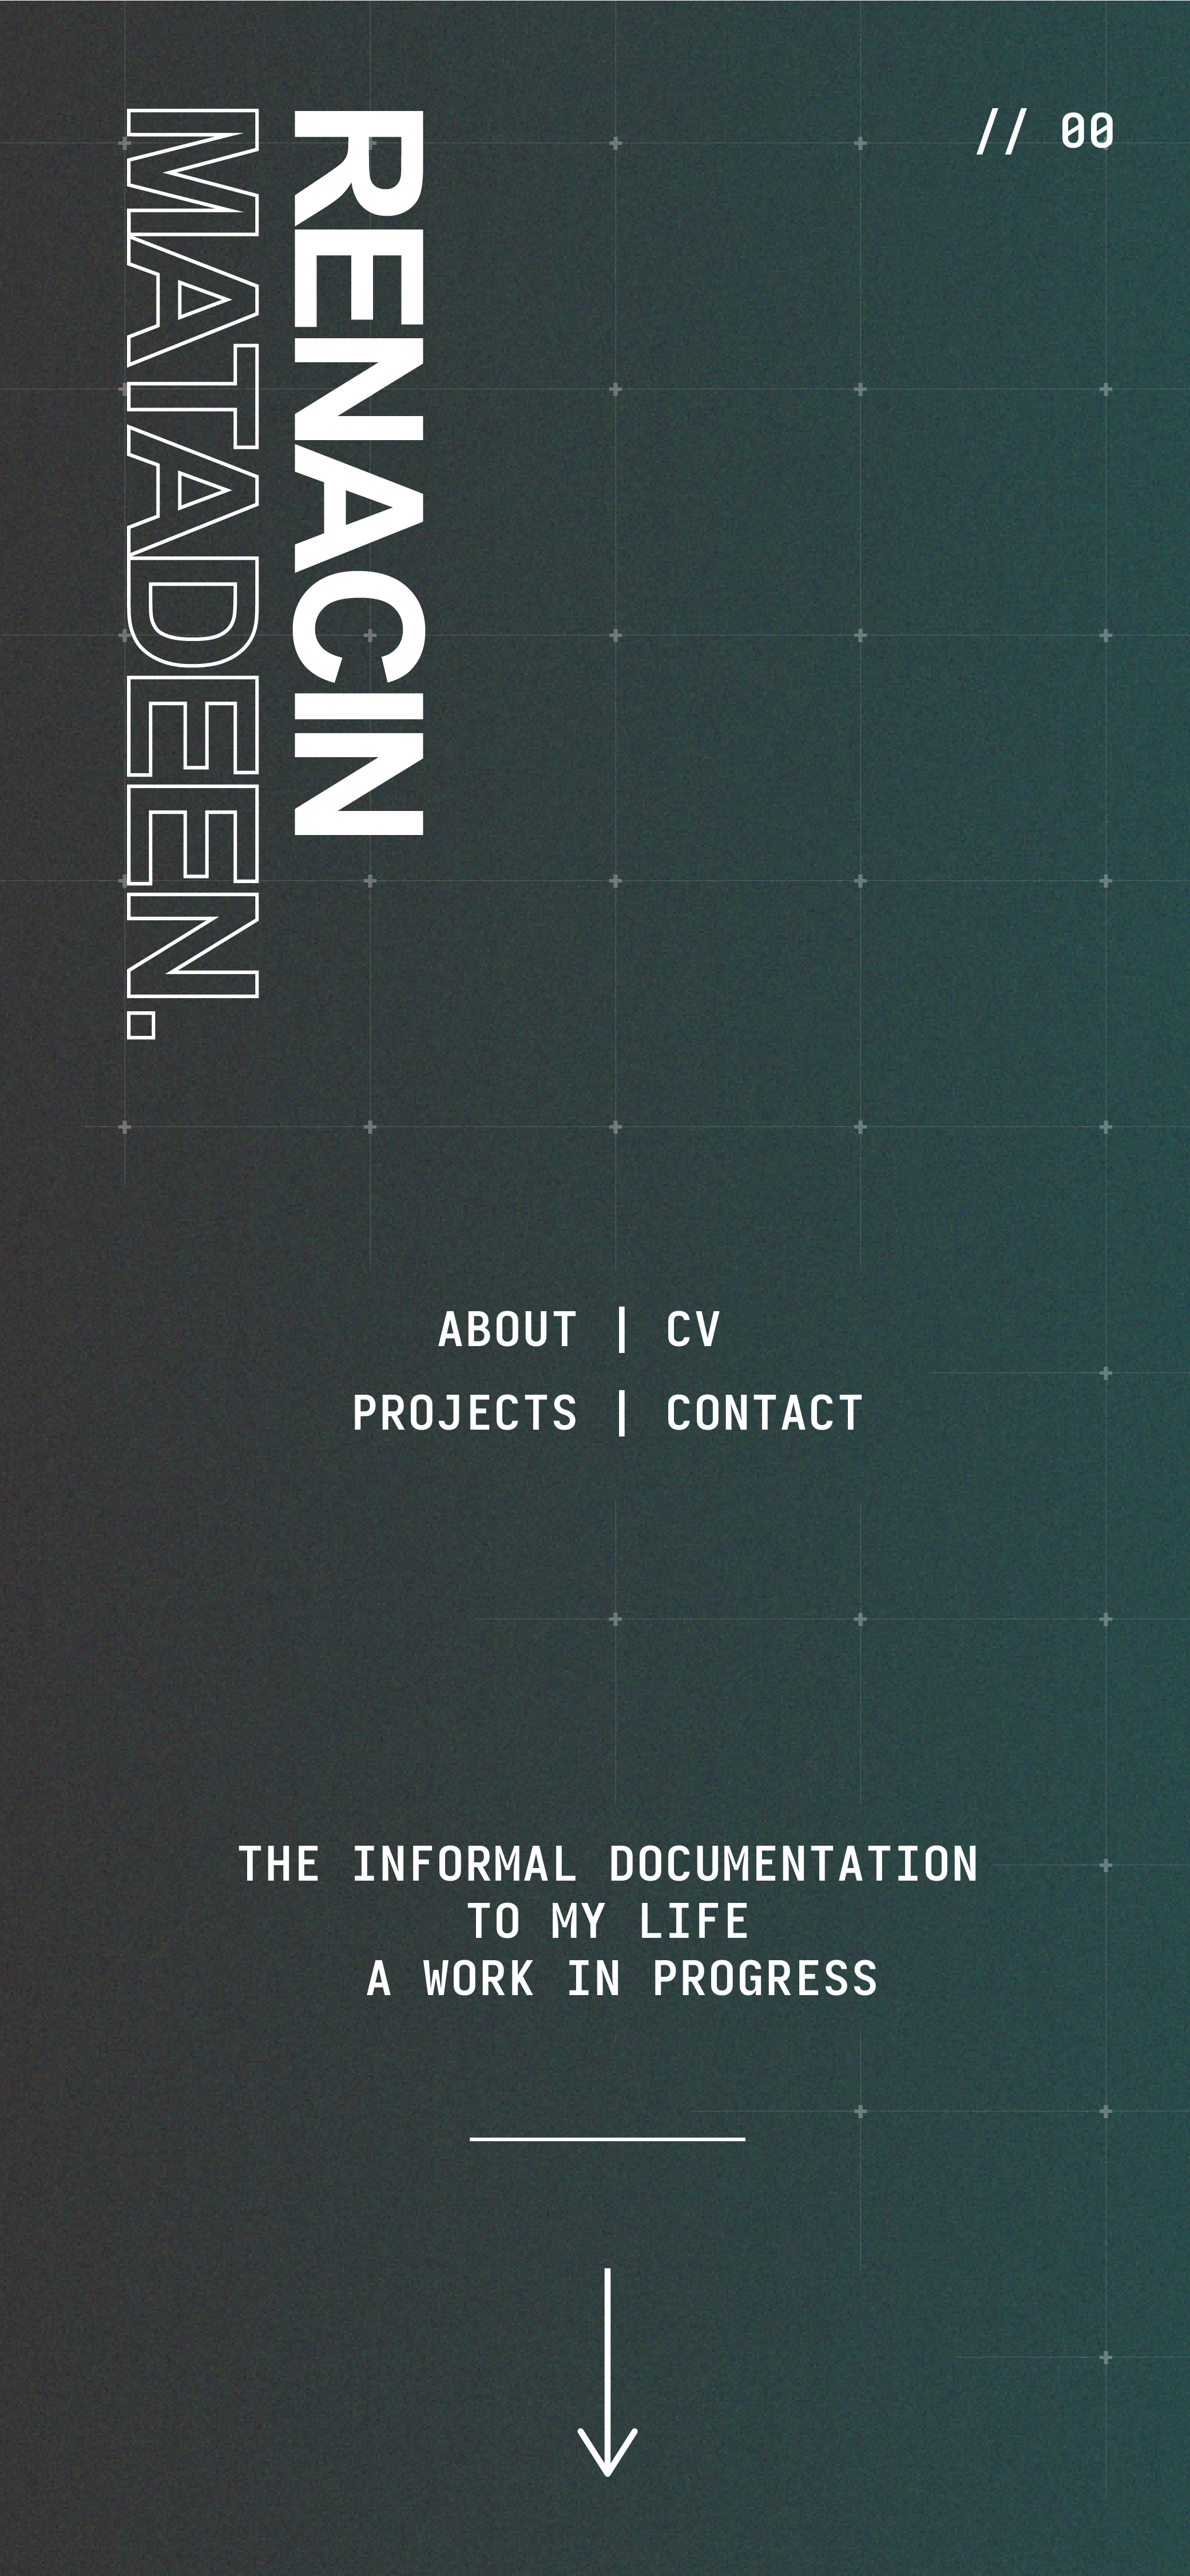 RENACIN
MATADEEN.
// 00
ABOUT | CV
PROJECTS | CONTACT
THE INFORMAL DOCUMENTATION
TO MY LIFE
A WORK IN PROGRESS